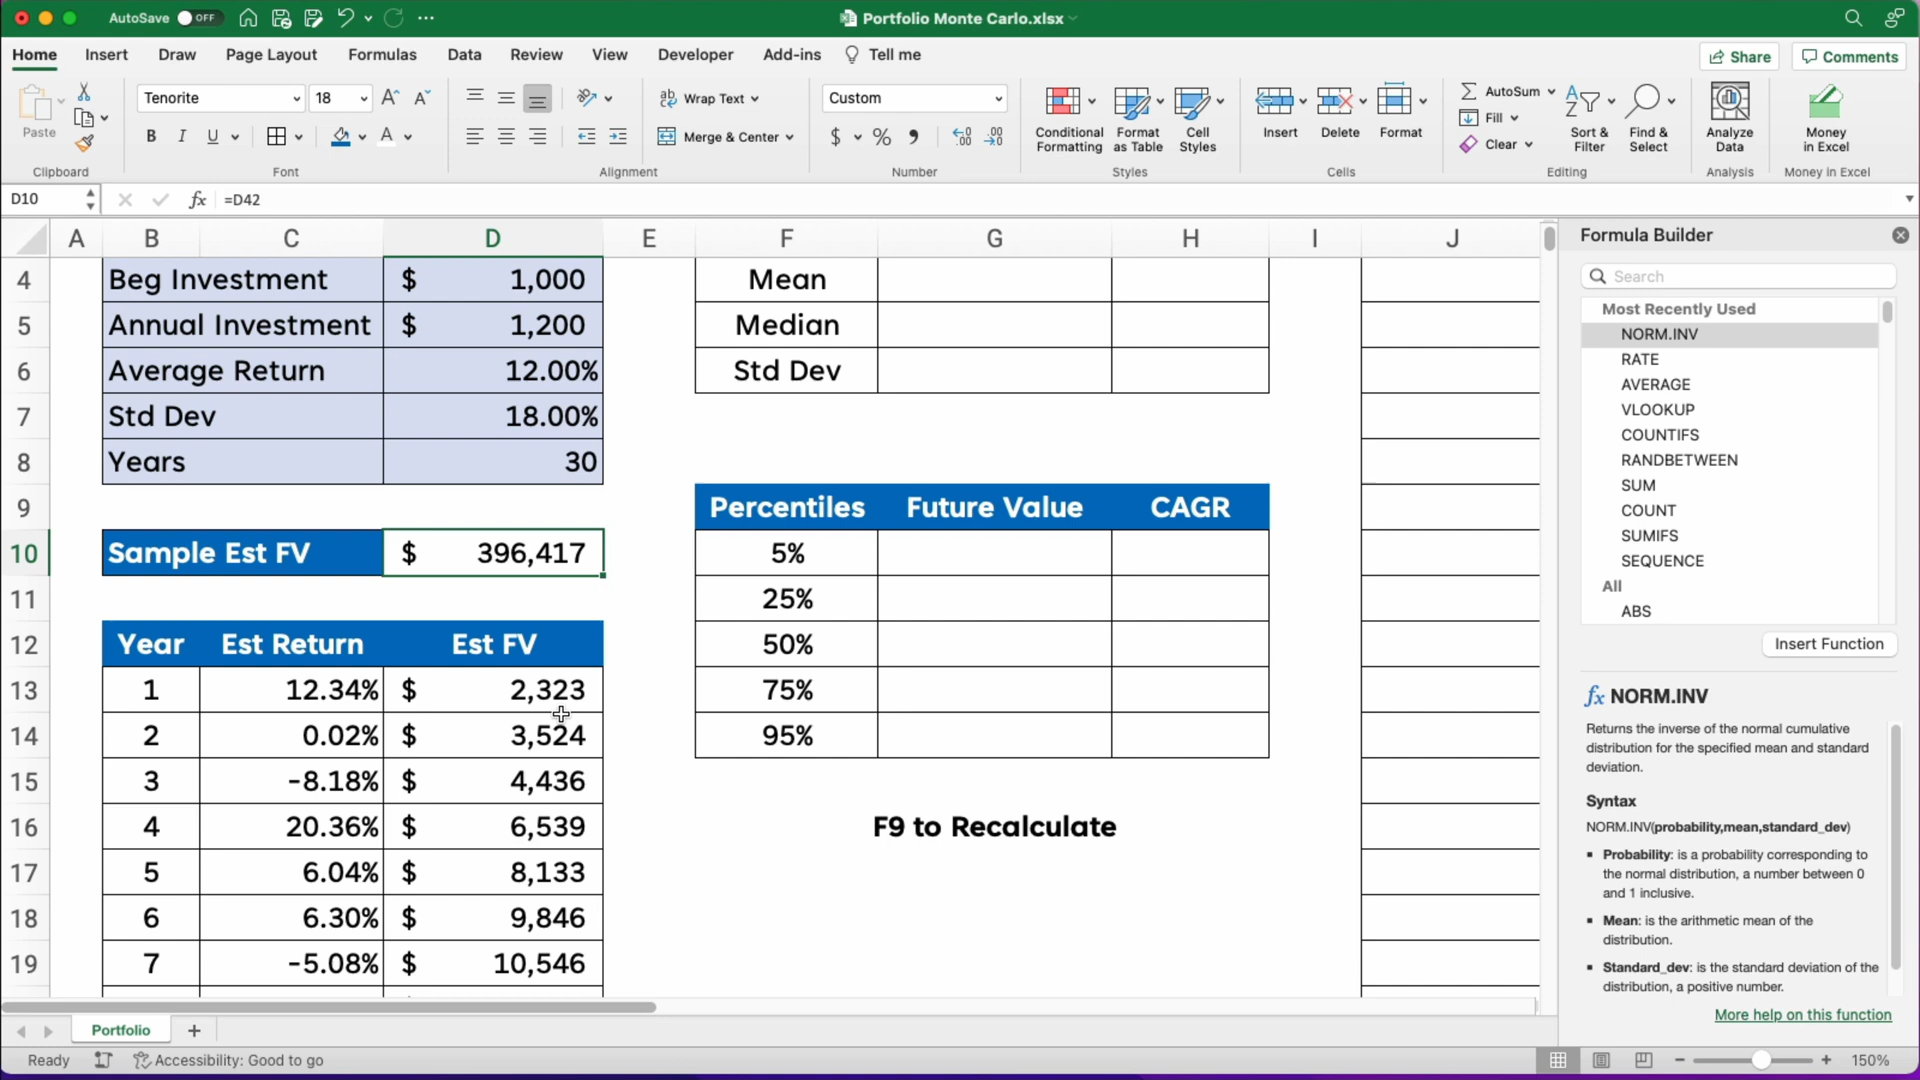 AutoSave OFF Portfolio Monte Carlo.xlsx
Home Insert Draw Page Layout Formulas Data Review View Developer Add-ins Tell me Share Comments
Paste Tenorite 18 Wrap Text Custom AutoSum
B I U Merge & Center $ % Fill
Conditional Formatting Format as Table Cell Styles Insert Delete Format Clear Sort & Filter Find & Select Analyze Data Money in Excel
Clipboard Font Alignment Number Styles Cells Editing Analysis Money in Excel
D10 fx =D42
A B C D E F G H I J
4 Beg Investment $ 1,000 Mean
5 Annual Investment $ 1,200 Median
6 Average Return 12.00% Std Dev
7 Std Dev 18.00%
8 Years 30
9 Percentiles Future Value CAGR
10 Sample Est FV $ 396,417 5%
11 25%
12 Year Est Return Est FV 50%
13 1 12.34% $ 2,323 75%
14 2 0.02% $ 3,524 95%
15 3 -8.18% $ 4,436
16 4 20.36% $ 6,539 F9 to Recalculate
17 5 6.04% $ 8,133
18 6 6.30% $ 9,846
19 7 -5.08% $ 10,546
Formula Builder
Search
Most Recently Used
NORM.INV
RATE
AVERAGE
VLOOKUP
COUNTIFS
RANDBETWEEN
SUM
COUNT
SUMIFS
SEQUENCE
All
ABS
Insert Function
fx NORM.INV
Returns the inverse of the normal cumulative
distribution for the specified mean and standard
deviation.
Syntax
NORM.INV(probability,mean,standard_dev)
Probability: is a probability corresponding to
the normal distribution, a number between 0
and 1 inclusive.
Mean: is the arithmetic mean of the
distribution.
Standard_dev: is the standard deviation of the
distribution, a positive number.
More help on this function
Portfolio +
Ready Accessibility: Good to go 150%